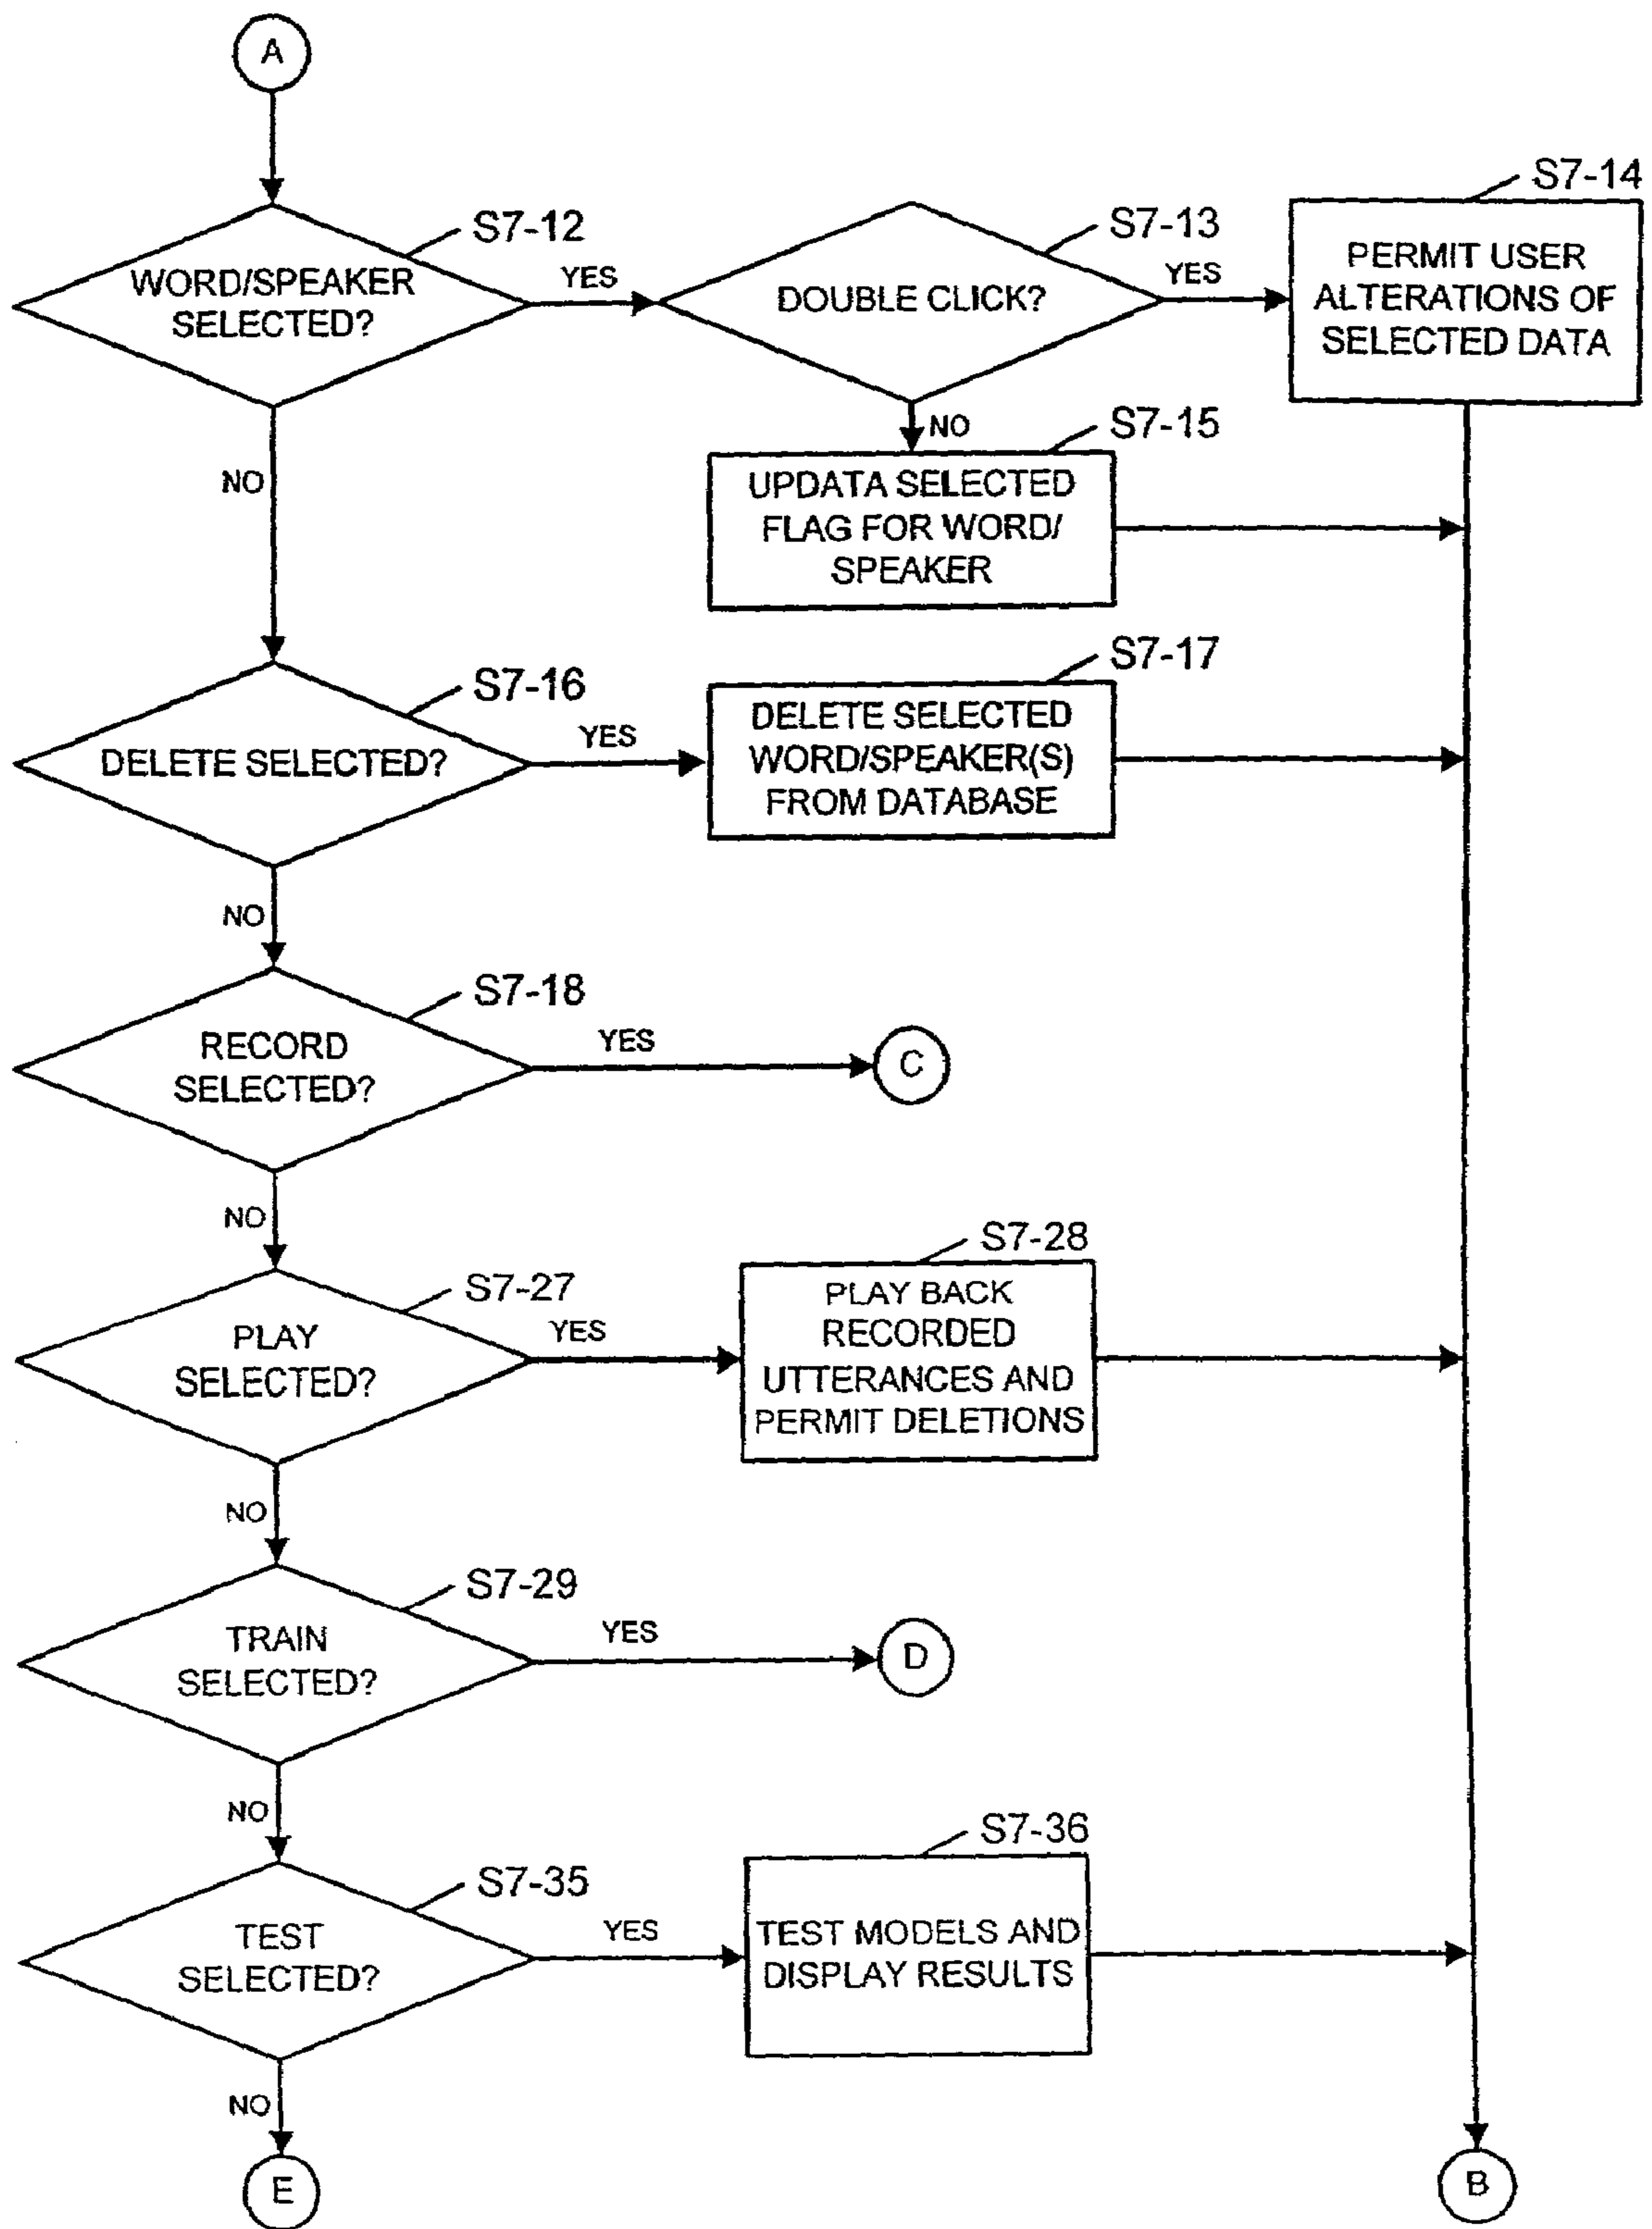 A
S7-12
WORD/SPEAKER
SELECTED?
YES
S7-13
DOUBLE CLICK?
YES
S7-14
PERMIT USER
ALTERATIONS OF
SELECTED DATA
NO
S7-15
UPDATA SELECTED
FLAG FOR WORD/
SPEAKER
NO
S7-16
DELETE SELECTED?
YES
S7-17
DELETE SELECTED
WORD/SPEAKER(S)
FROM DATABASE
NO
S7-18
RECORD
SELECTED?
YES
C
NO
S7-27
PLAY
SELECTED?
YES
S7-28
PLAY BACK
RECORDED
UTTERANCES AND
PERMIT DELETIONS
NO
S7-29
TRAIN
SELECTED?
YES
D
NO
S7-35
TEST
SELECTED?
YES
S7-36
TEST MODELS AND
DISPLAY RESULTS
NO
E
B